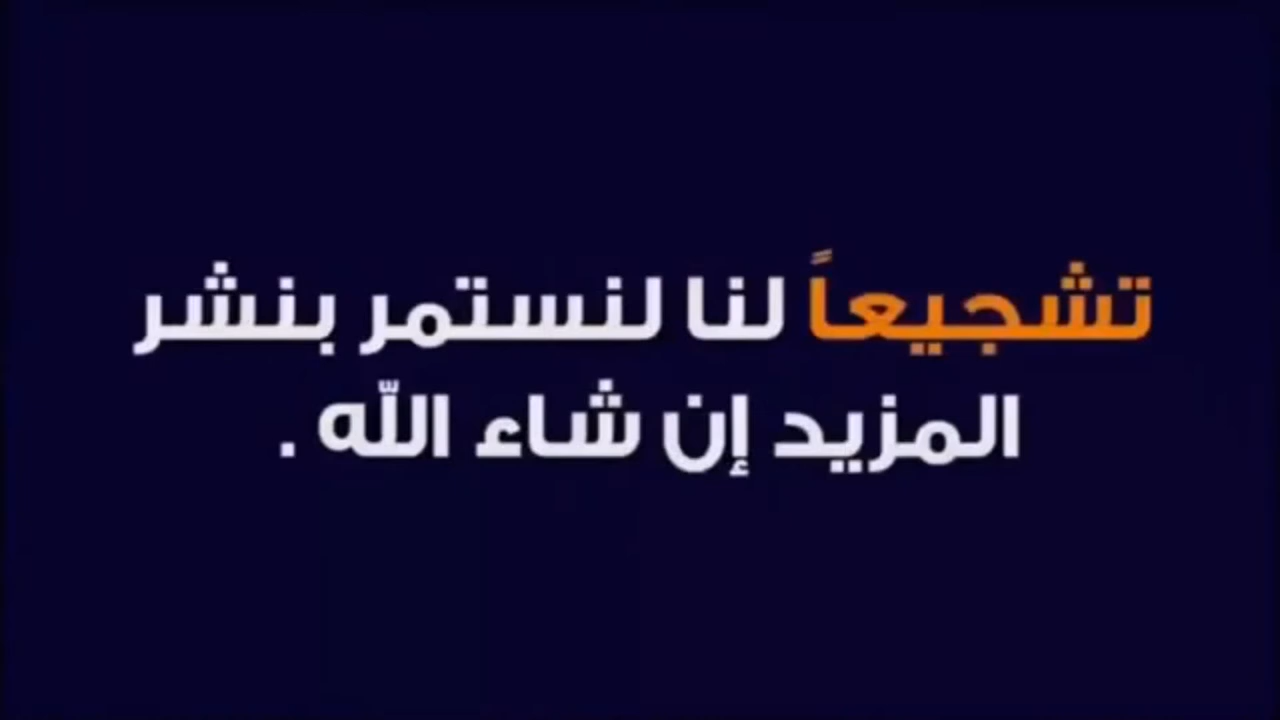 تشجيعاً لنا لنستمر بنشر
المزيد إن شاء الله .